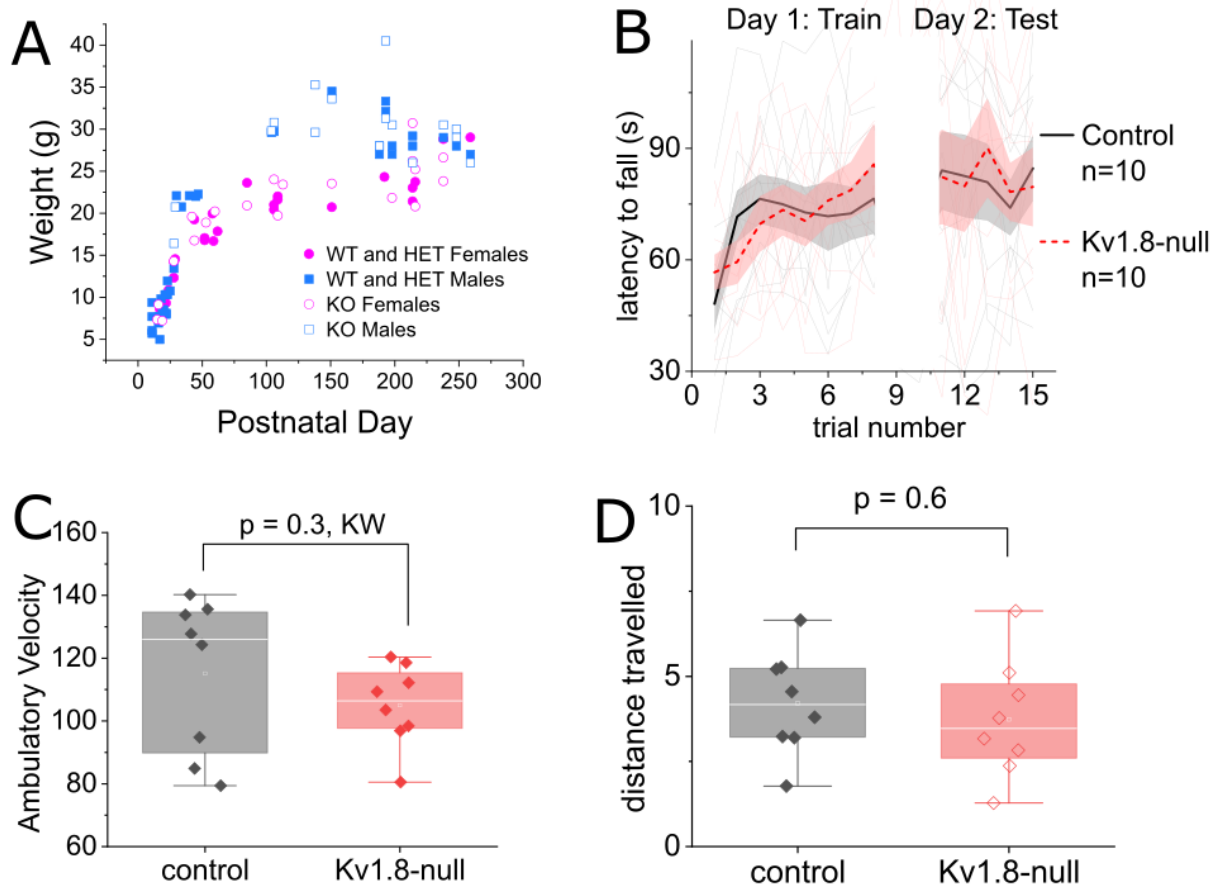 A
Weight (g)
40
35
30
25
20
15
10
5
0
50
100
150
200
250
300
Postnatal Day
WT and HET Females
WT and HET Males
KO Females
KO Males
B
Day 1: Train
Day 2: Test
latency to fall (s)
90
60
30
0
3
6
9
12
15
trial number
Control
n=10
Kv1.8-null
n=10
C
p = 0.3, KW
Ambulatory Velocity
160
140
120
100
80
60
control
Kv1.8-null
D
p = 0.6
distance travelled
10
5
0
control
Kv1.8-null